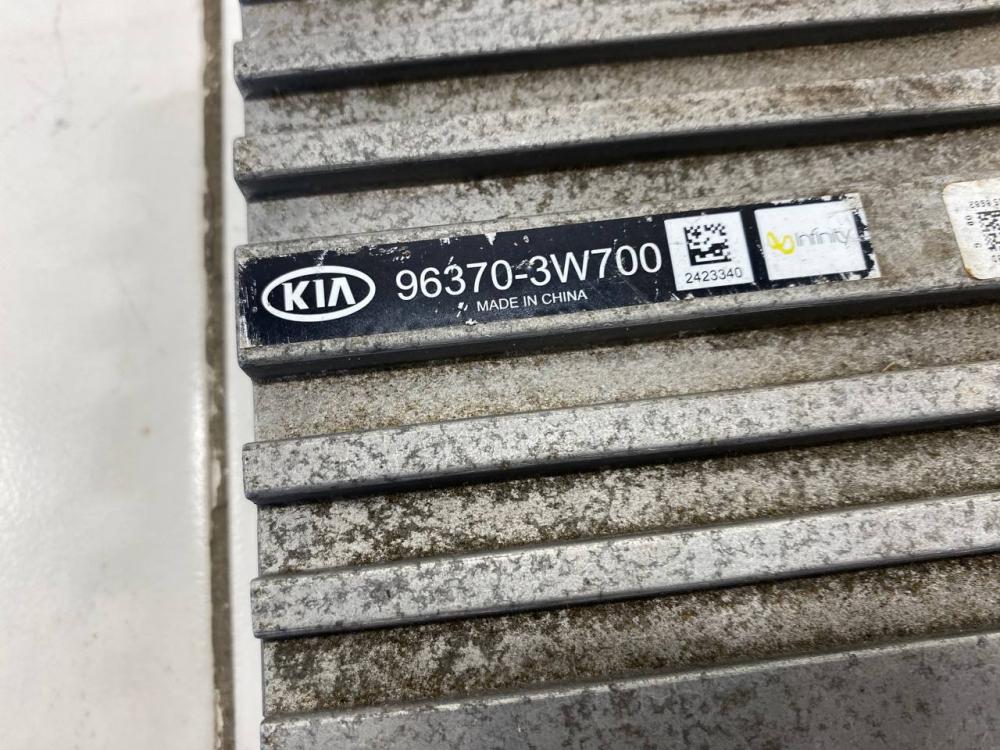 KIA
96370-3W700
MADE IN CHINA
2423340
Infinity